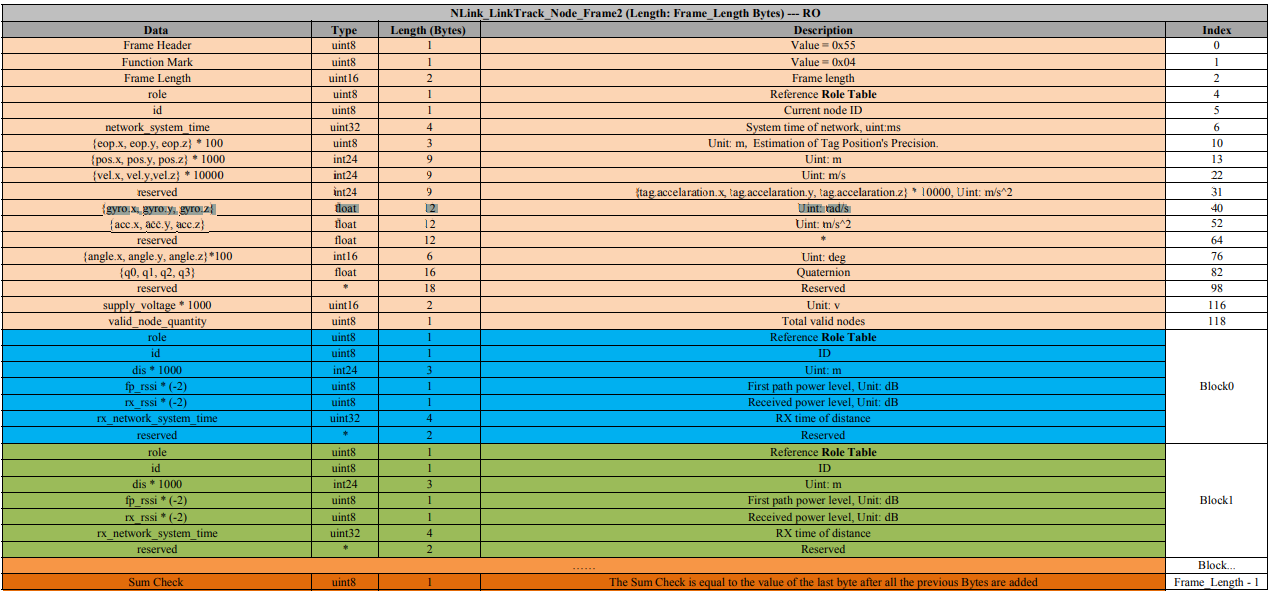 NLink_LinkTrack_Node_Frame2 (Length: Frame_Length Bytes) --- RO
Data Type Length (Bytes) Description Index
Frame Header uint8 1 Value = 0x55 0
Function Mark uint8 1 Value = 0x04 1
Frame Length uint16 2 Frame length 2
role uint8 1 Reference Role Table 4
id uint8 1 Current node ID 5
network_system_time uint32 4 System time of network, uint:ms 6
{eop.x, eop.y, eop.z} * 100 uint8 3 Unit: m, Estimation of Tag Position's Precision. 10
{pos.x, pos.y, pos.z} * 1000 int24 9 Uint: m 13
{vel.x, vel.y,vel.z} * 10000 int24 9 Uint: m/s 22
reserved int24 9 {tag.accelaration.x, tag.accelaration.y, tag.accelaration.z} * 10000, Uint: m/s^2 31
{gyro.x, gyro.y, gyro.z} float 12 Uint: rad/s 40
{acc.x, acc.y, acc.z} float 12 Uint: m/s^2 52
reserved float 12 * 64
{angle.x, angle.y, angle.z}*100 int16 6 Uint: deg 76
{q0, q1, q2, q3} float 16 Quaternion 82
reserved * 18 Reserved 98
supply_voltage * 1000 uint16 2 Unit: v 116
valid_node_quantity uint8 1 Total valid nodes 118
role uint8 1 Reference Role Table
id uint8 1 ID
dis * 1000 int24 3 Uint: m
fp_rssi * (-2) uint8 1 First path power level, Unit: dB Block0
rx_rssi * (-2) uint8 1 Received power level, Unit: dB
rx_network_system_time uint32 4 RX time of distance
reserved * 2 Reserved
role uint8 1 Reference Role Table
id uint8 1 ID
dis * 1000 int24 3 Uint: m
fp_rssi * (-2) uint8 1 First path power level, Unit: dB Block1
rx_rssi * (-2) uint8 1 Received power level, Unit: dB
rx_network_system_time uint32 4 RX time of distance
reserved * 2 Reserved
...... Block...
Sum Check uint8 1 The Sum Check is equal to the value of the last byte after all the previous Bytes are added Frame_Length - 1